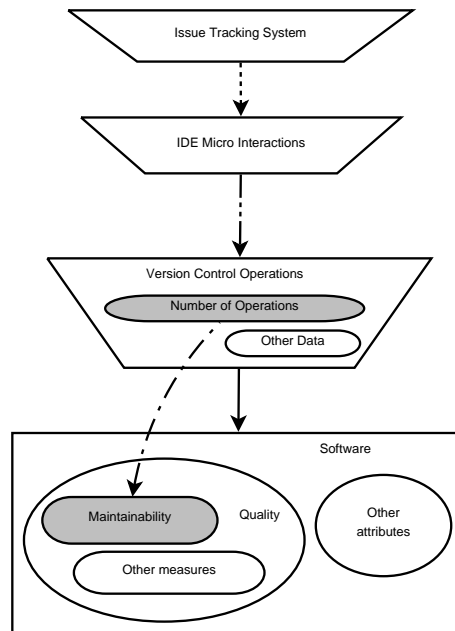 Issue Tracking System
IDE Micro Interactions
Version Control Operations
Number of Operations
Other Data
Software
Maintainability
Quality
Other measures
Other
attributes